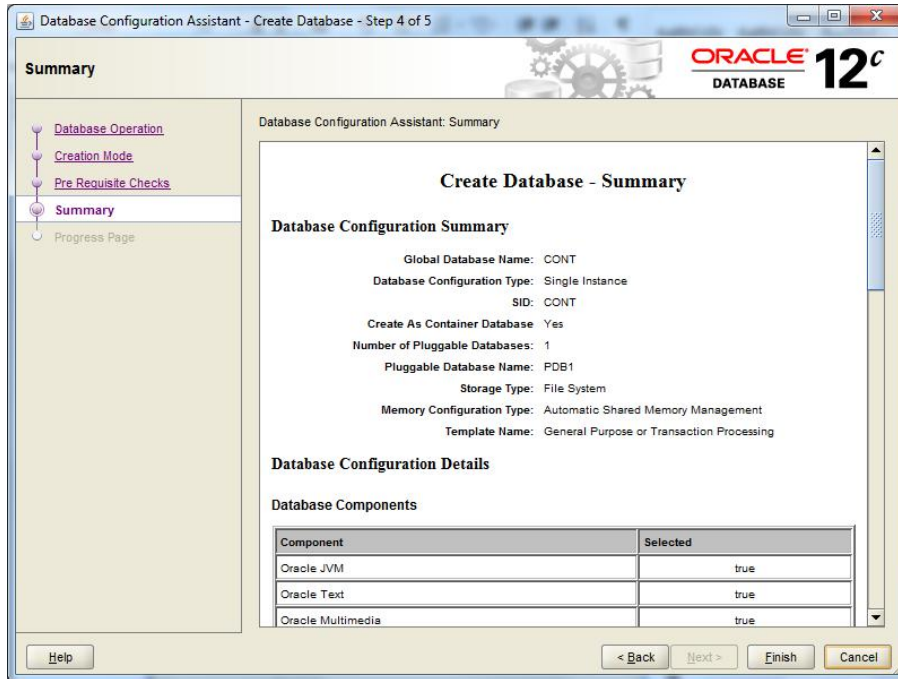 Database Configuration Assistant - Create Database - Step 4 of 5
Summary
ORACLE
DATABASE
12c
Database Operation
Creation Mode
Pre Requisite Checks
Summary
Progress Page
Database Configuration Assistant: Summary
Create Database - Summary
Database Configuration Summary
Global Database Name: CONT
Database Configuration Type: Single Instance
SID: CONT
Create As Container Database Yes
Number of Pluggable Databases: 1
Pluggable Database Name: PDB1
Storage Type: File System
Memory Configuration Type: Automatic Shared Memory Management
Template Name: General Purpose or Transaction Processing
Database Configuration Details
Database Components
Component Selected
Oracle JVM true
Oracle Text true
Oracle Multimedia true
Help
< Back
Next >
Finish
Cancel